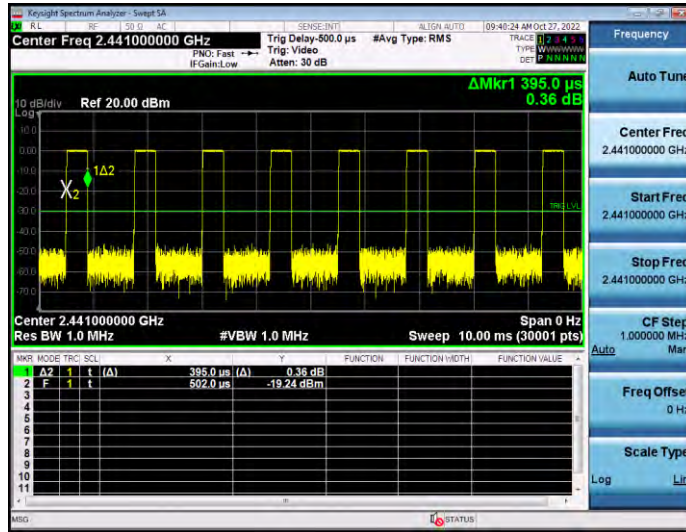 Keysight Spectrum Analyzer - Swept SA
RL RF 50 Ω AC SENSE:INT ALIGN AUTO 09:40:24 AM Oct 27, 2022
Center Freq 2.441000000 GHz
PNO: Fast
IFGain:Low
Trig Delay-500.0 µs
Trig: Video
Atten: 30 dB
#Avg Type: RMS
TRACE 1 2 3 4 5 6
TYPE WWWWWW
DET P NNNNN
ΔMkr1 395.0 µs
0.36 dB
10 dB/div Ref 20.00 dBm
Log
10.0
0.00
-10.0
-20.0
-30.0
-40.0
-50.0
-60.0
-70.0
1Δ2
X2
TRIG LVL
Center 2.441000000 GHz Span 0 Hz
Res BW 1.0 MHz #VBW 1.0 MHz Sweep 10.00 ms (30001 pts)
MKR MODE TRC SCL X Y FUNCTION FUNCTION WIDTH FUNCTION VALUE
1 Δ2 1 t (Δ) 395.0 µs (Δ) 0.36 dB
2 F 1 t 502.0 µs -19.24 dBm
3
4
5
6
7
8
9
10
11
MSG STATUS
Frequency
Auto Tune
Center Freq
2.441000000 GHz
Start Freq
2.441000000 GHz
Stop Freq
2.441000000 GHz
CF Step
1.000000 MHz
Auto Man
Freq Offset
0 Hz
Scale Type
Log Lin